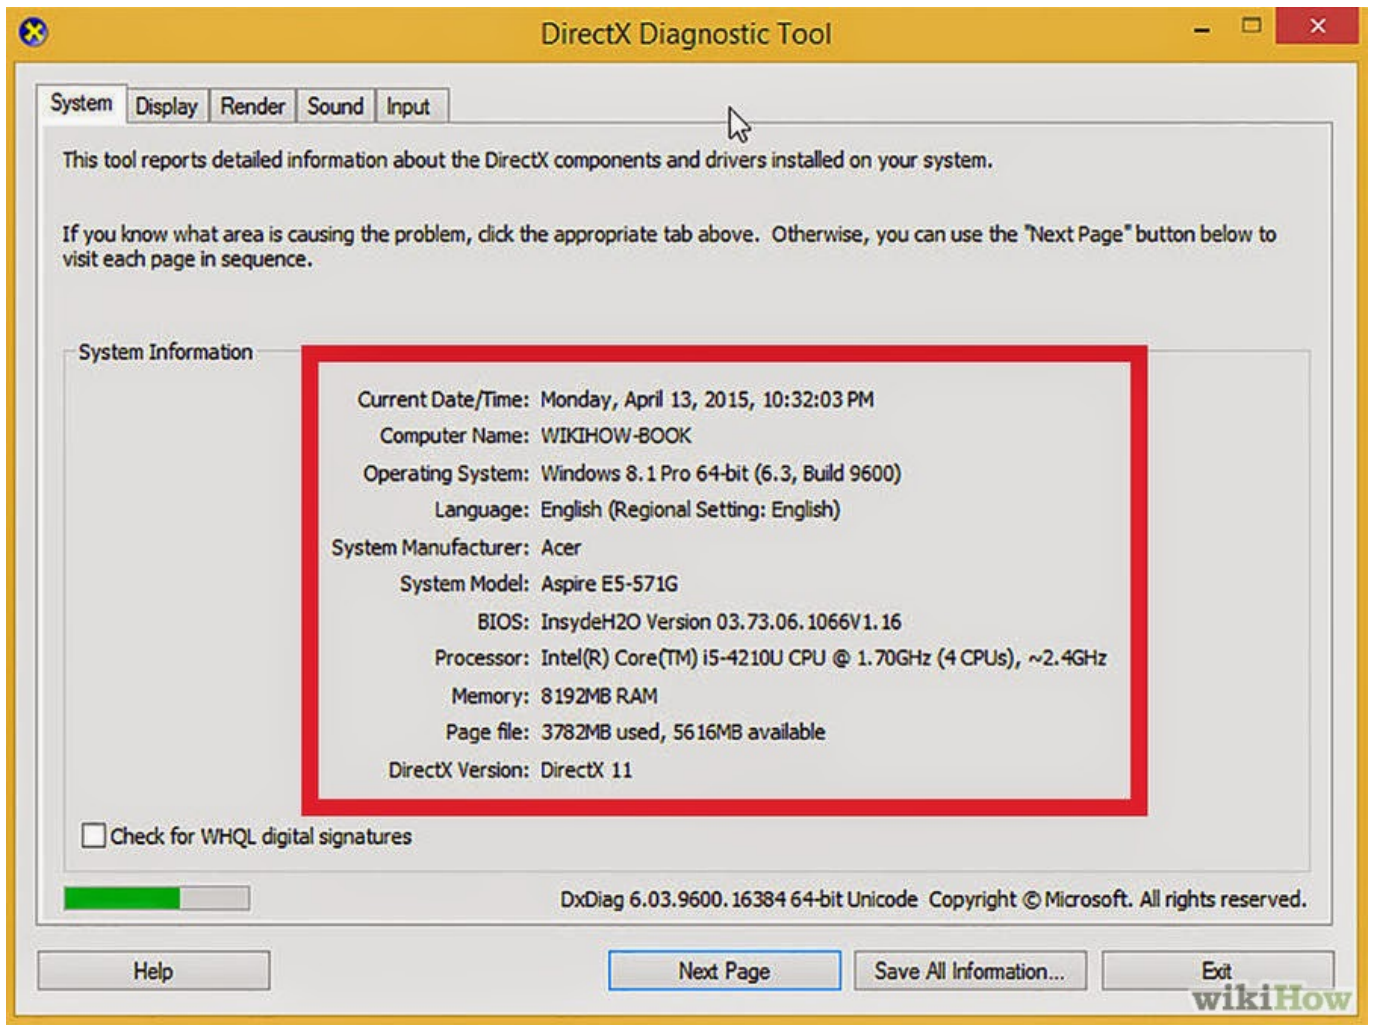 DirectX Diagnostic Tool
System Display Render Sound Input
This tool reports detailed information about the DirectX components and drivers installed on your system.
If you know what area is causing the problem, click the appropriate tab above.  Otherwise, you can use the "Next Page" button below to
visit each page in sequence.
System Information
Current Date/Time: Monday, April 13, 2015, 10:32:03 PM
Computer Name: WIKIHOW-BOOK
Operating System: Windows 8.1 Pro 64-bit (6.3, Build 9600)
Language: English (Regional Setting: English)
System Manufacturer: Acer
System Model: Aspire E5-571G
BIOS: InsydeH2O Version 03.73.06.1066V1.16
Processor: Intel(R) Core(TM) i5-4210U CPU @ 1.70GHz (4 CPUs), ~2.4GHz
Memory: 8192MB RAM
Page file: 3782MB used, 5616MB available
DirectX Version: DirectX 11
Check for WHQL digital signatures
DxDiag 6.03.9600.16384 64-bit Unicode  Copyright © Microsoft. All rights reserved.
Help Next Page Save All Information... Exit
wikiHow